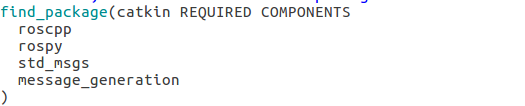 find_package(catkin REQUIRED COMPONENTS
  roscpp
  rospy
  std_msgs
  message_generation
)